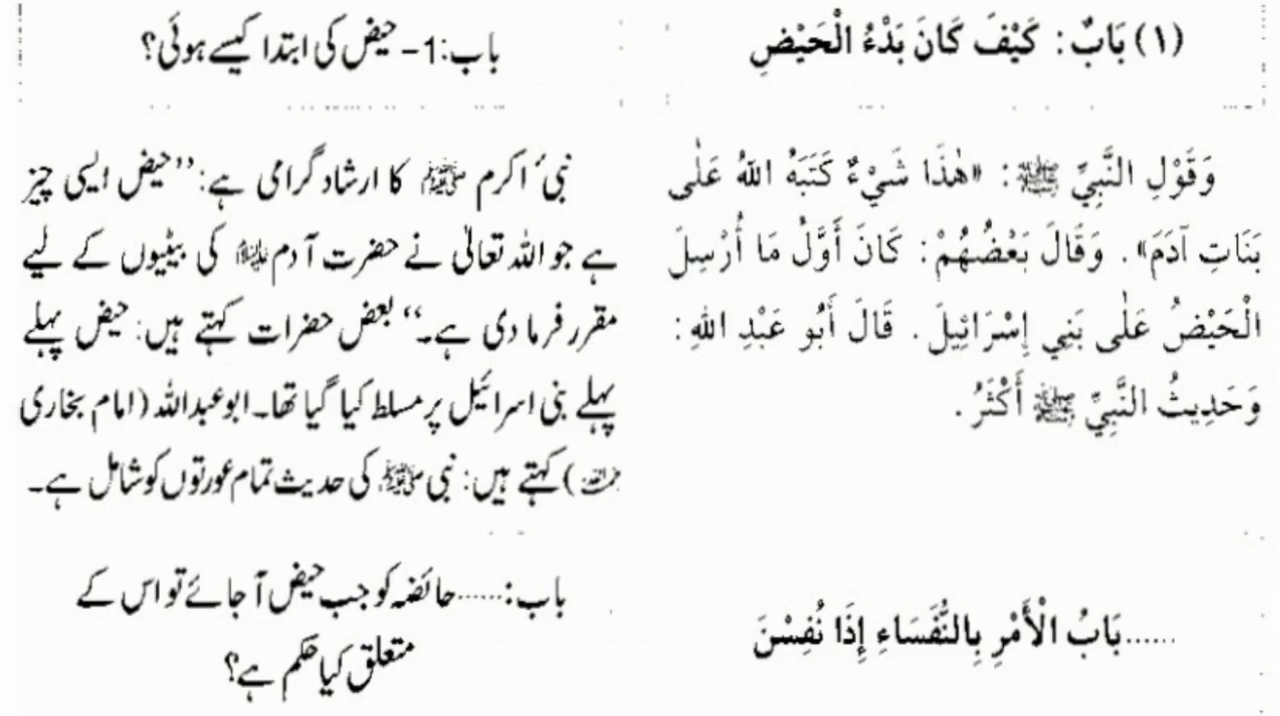 (١) بَابٌ : كَيْفَ كَانَ بَدْءُ الْحَيْضِ
وَقَوْلِ النَّبِيِّ ﷺ : «هٰذَا شَيْءٌ كَتَبَهُ اللهُ عَلٰى
بَنَاتِ آدَمَ». وَقَالَ بَعْضُهُمْ : كَانَ أَوَّلُ مَا أُرْسِلَ
الْحَيْضُ عَلٰى بَنِي إِسْرَائِيلَ . قَالَ أَبُو عَبْدِ اللهِ :
وَحَدِيثُ النَّبِيِّ ﷺ أَكْثَرُ .
......بَابُ الْأَمْرِ بِالنُّفَسَاءِ إِذَا نُفِسْنَ
باب:1- حیض کی ابتدا کیسے ہوئی؟
نبیٔ اکرم ﷺ کا ارشاد گرامی ہے: ’’حیض ایسی چیز
ہے جو اللہ تعالیٰ نے حضرت آدم علیہ السلام کی بیٹیوں کے لیے
مقرر فرما دی ہے۔‘‘ بعض حضرات کہتے ہیں: حیض پہلے
پہلے بنی اسرائیل پر مسلط کیا گیا تھا۔ ابوعبداللہ (امام بخاری
رحمہ اللہ) کہتے ہیں: نبی ﷺ کی حدیث تمام عورتوں کو شامل ہے۔
باب:...... حائضہ کو جب حیض آ جائے تو اس کے
متعلق کیا حکم ہے؟